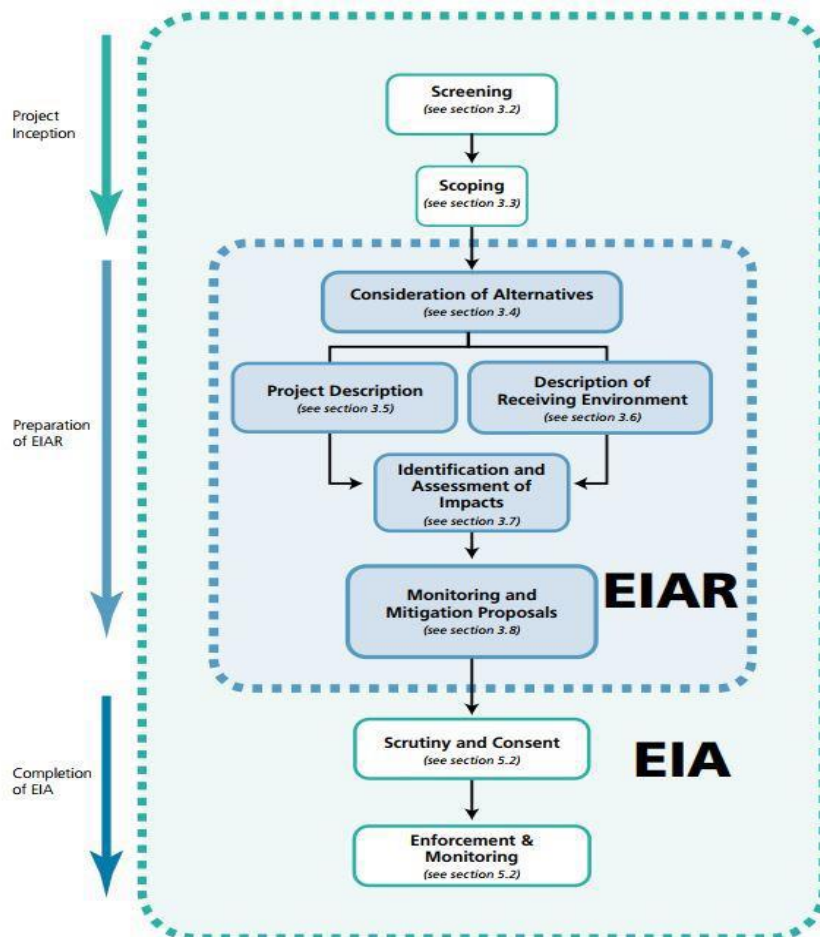 Project
Inception
Screening
(see section 3.2)
Scoping
(see section 3.3)
Consideration of Alternatives
(see section 3.4)
Project Description
(see section 3.5)
Description of
Receiving Environment
(see section 3.6)
Preparation
of EIAR
Identification and
Assessment of
Impacts
(see section 3.7)
Monitoring and
Mitigation Proposals
(see section 3.8)
EIAR
Scrutiny and Consent
(see section 5.2)
EIA
Completion
of EIA
Enforcement &
Monitoring
(see section 5.2)